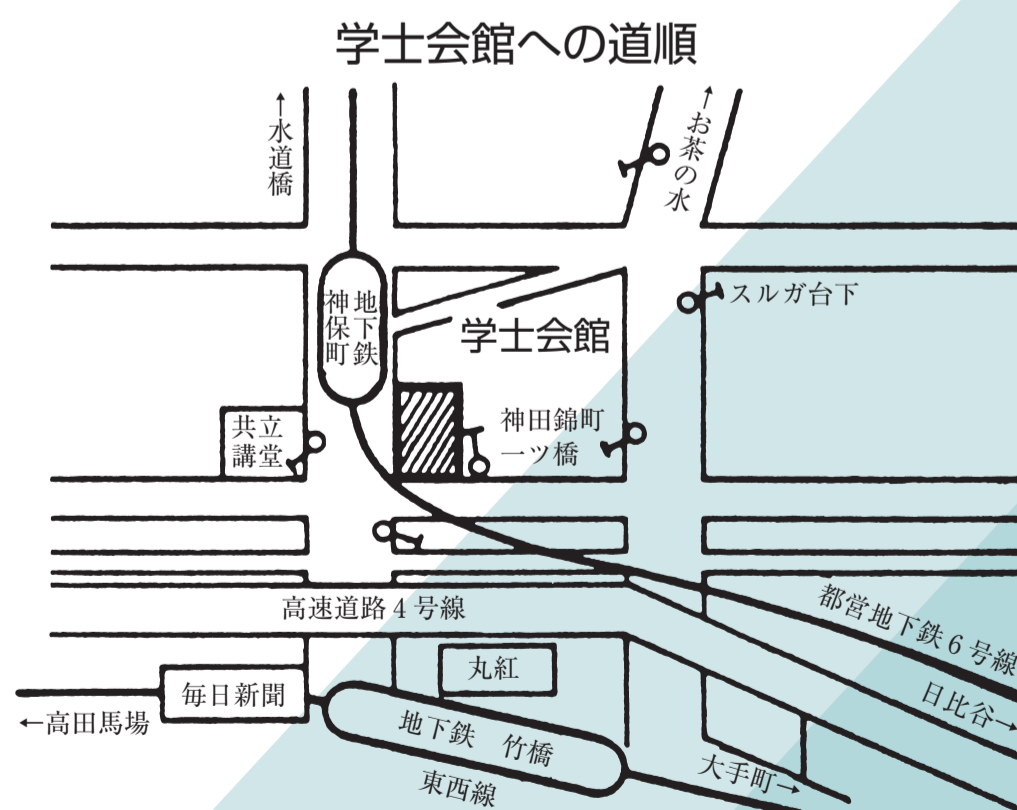 学士会館への道順
↑水道橋
↑お茶の水
地下鉄
神保町
スルガ台下
学士会館
共立
講堂
神田錦町
一ツ橋
高速道路4号線
都営地下鉄6号線
丸紅
毎日新聞
日比谷→
←高田馬場
地下鉄 竹橋
大手町→
東西線